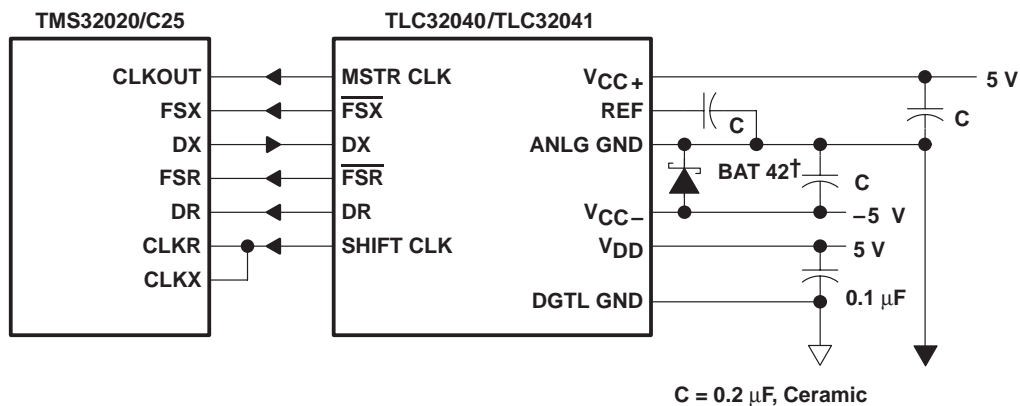 TMS32020/C25
TLC32040/TLC32041
CLKOUT
FSX
DX
FSR
DR
CLKR
CLKX
MSTR CLK
FSX
DX
FSR
DR
SHIFT CLK
VCC+
REF
ANLG GND
VCC−
VDD
DGTL GND
5 V
C
C
BAT 42†
C
−5 V
5 V
0.1 μF
C = 0.2 μF, Ceramic